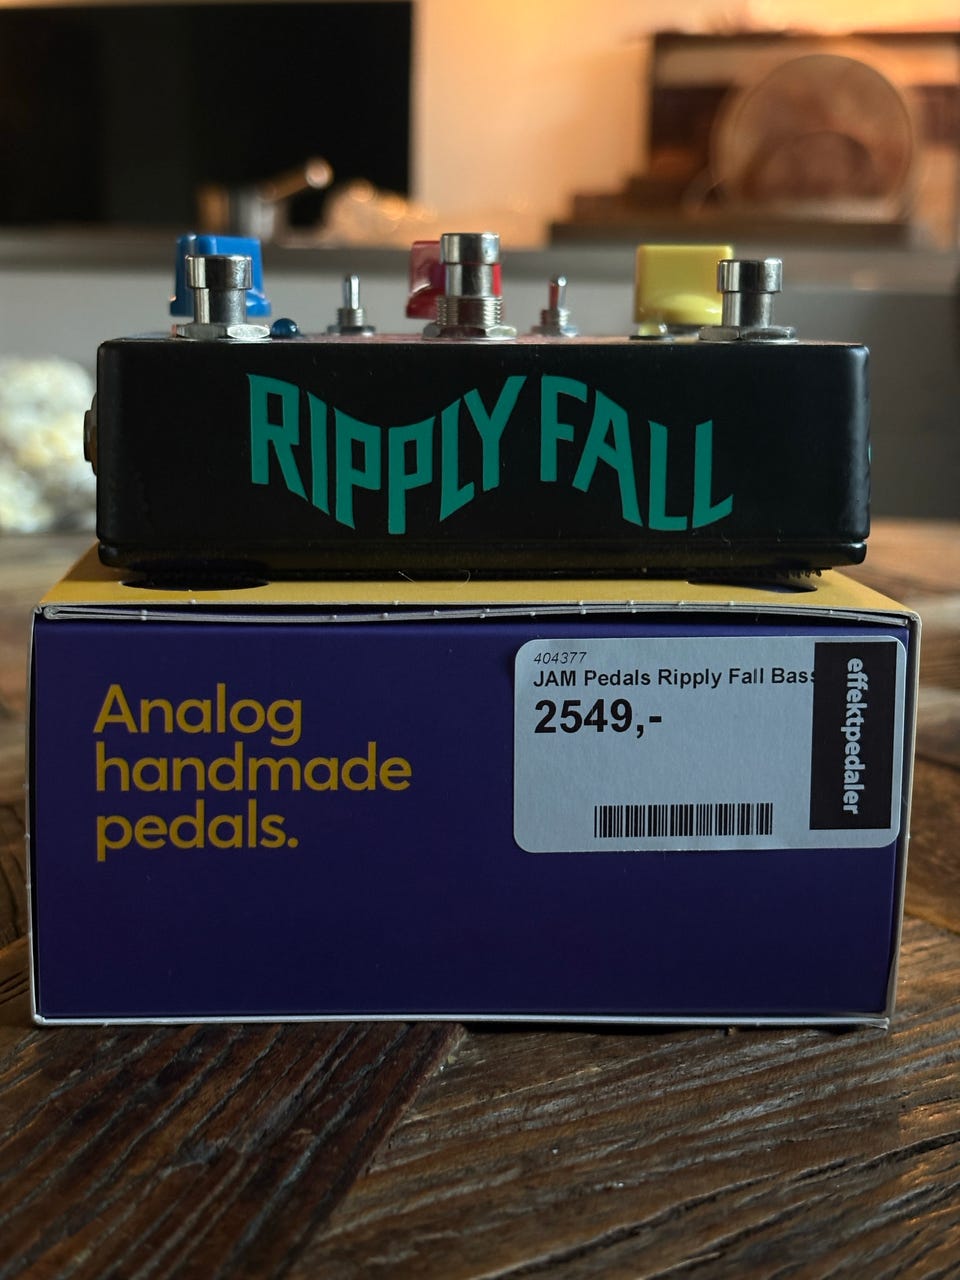 RIPPLY FALL
Analog
handmade
pedals.
404377
JAM Pedals Ripply Fall Bass
2549,-
effektpedaler